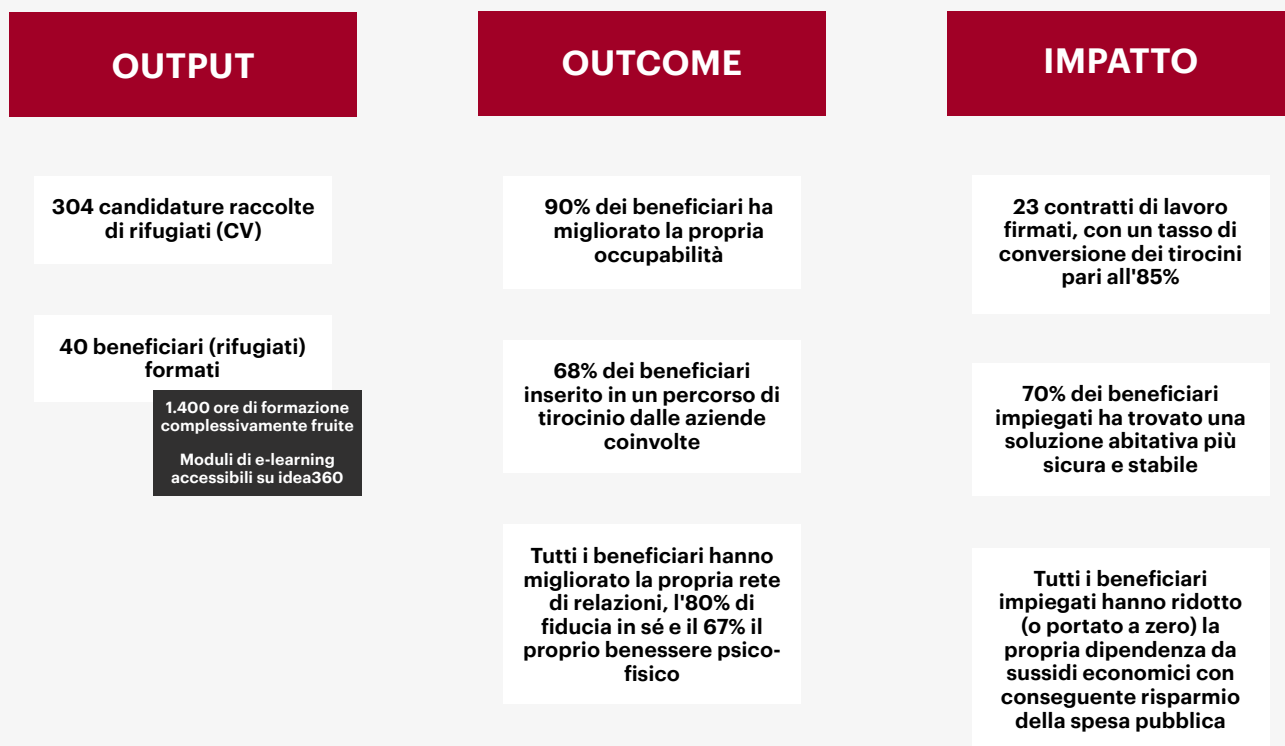 OUTPUT
304 candidature raccolte
di rifugiati (CV)
40 beneficiari (rifugiati)
formati
1.400 ore di formazione
complessivamente fruite
Moduli di e-learning
accessibili su idea360
OUTCOME
90% dei beneficiari ha
migliorato la propria
occupabilità
68% dei beneficiari
inserito in un percorso di
tirocinio dalle aziende
coinvolte
Tutti i beneficiari hanno
migliorato la propria rete
di relazioni, l'80% di
fiducia in sé e il 67% il
proprio benessere psico-
fisico
IMPATTO
23 contratti di lavoro
firmati, con un tasso di
conversione dei tirocini
pari all'85%
70% dei beneficiari
impiegati ha trovato una
soluzione abitativa più
sicura e stabile
Tutti i beneficiari
impiegati hanno ridotto
(o portato a zero) la
propria dipendenza da
sussidi economici con
conseguente risparmio
della spesa pubblica